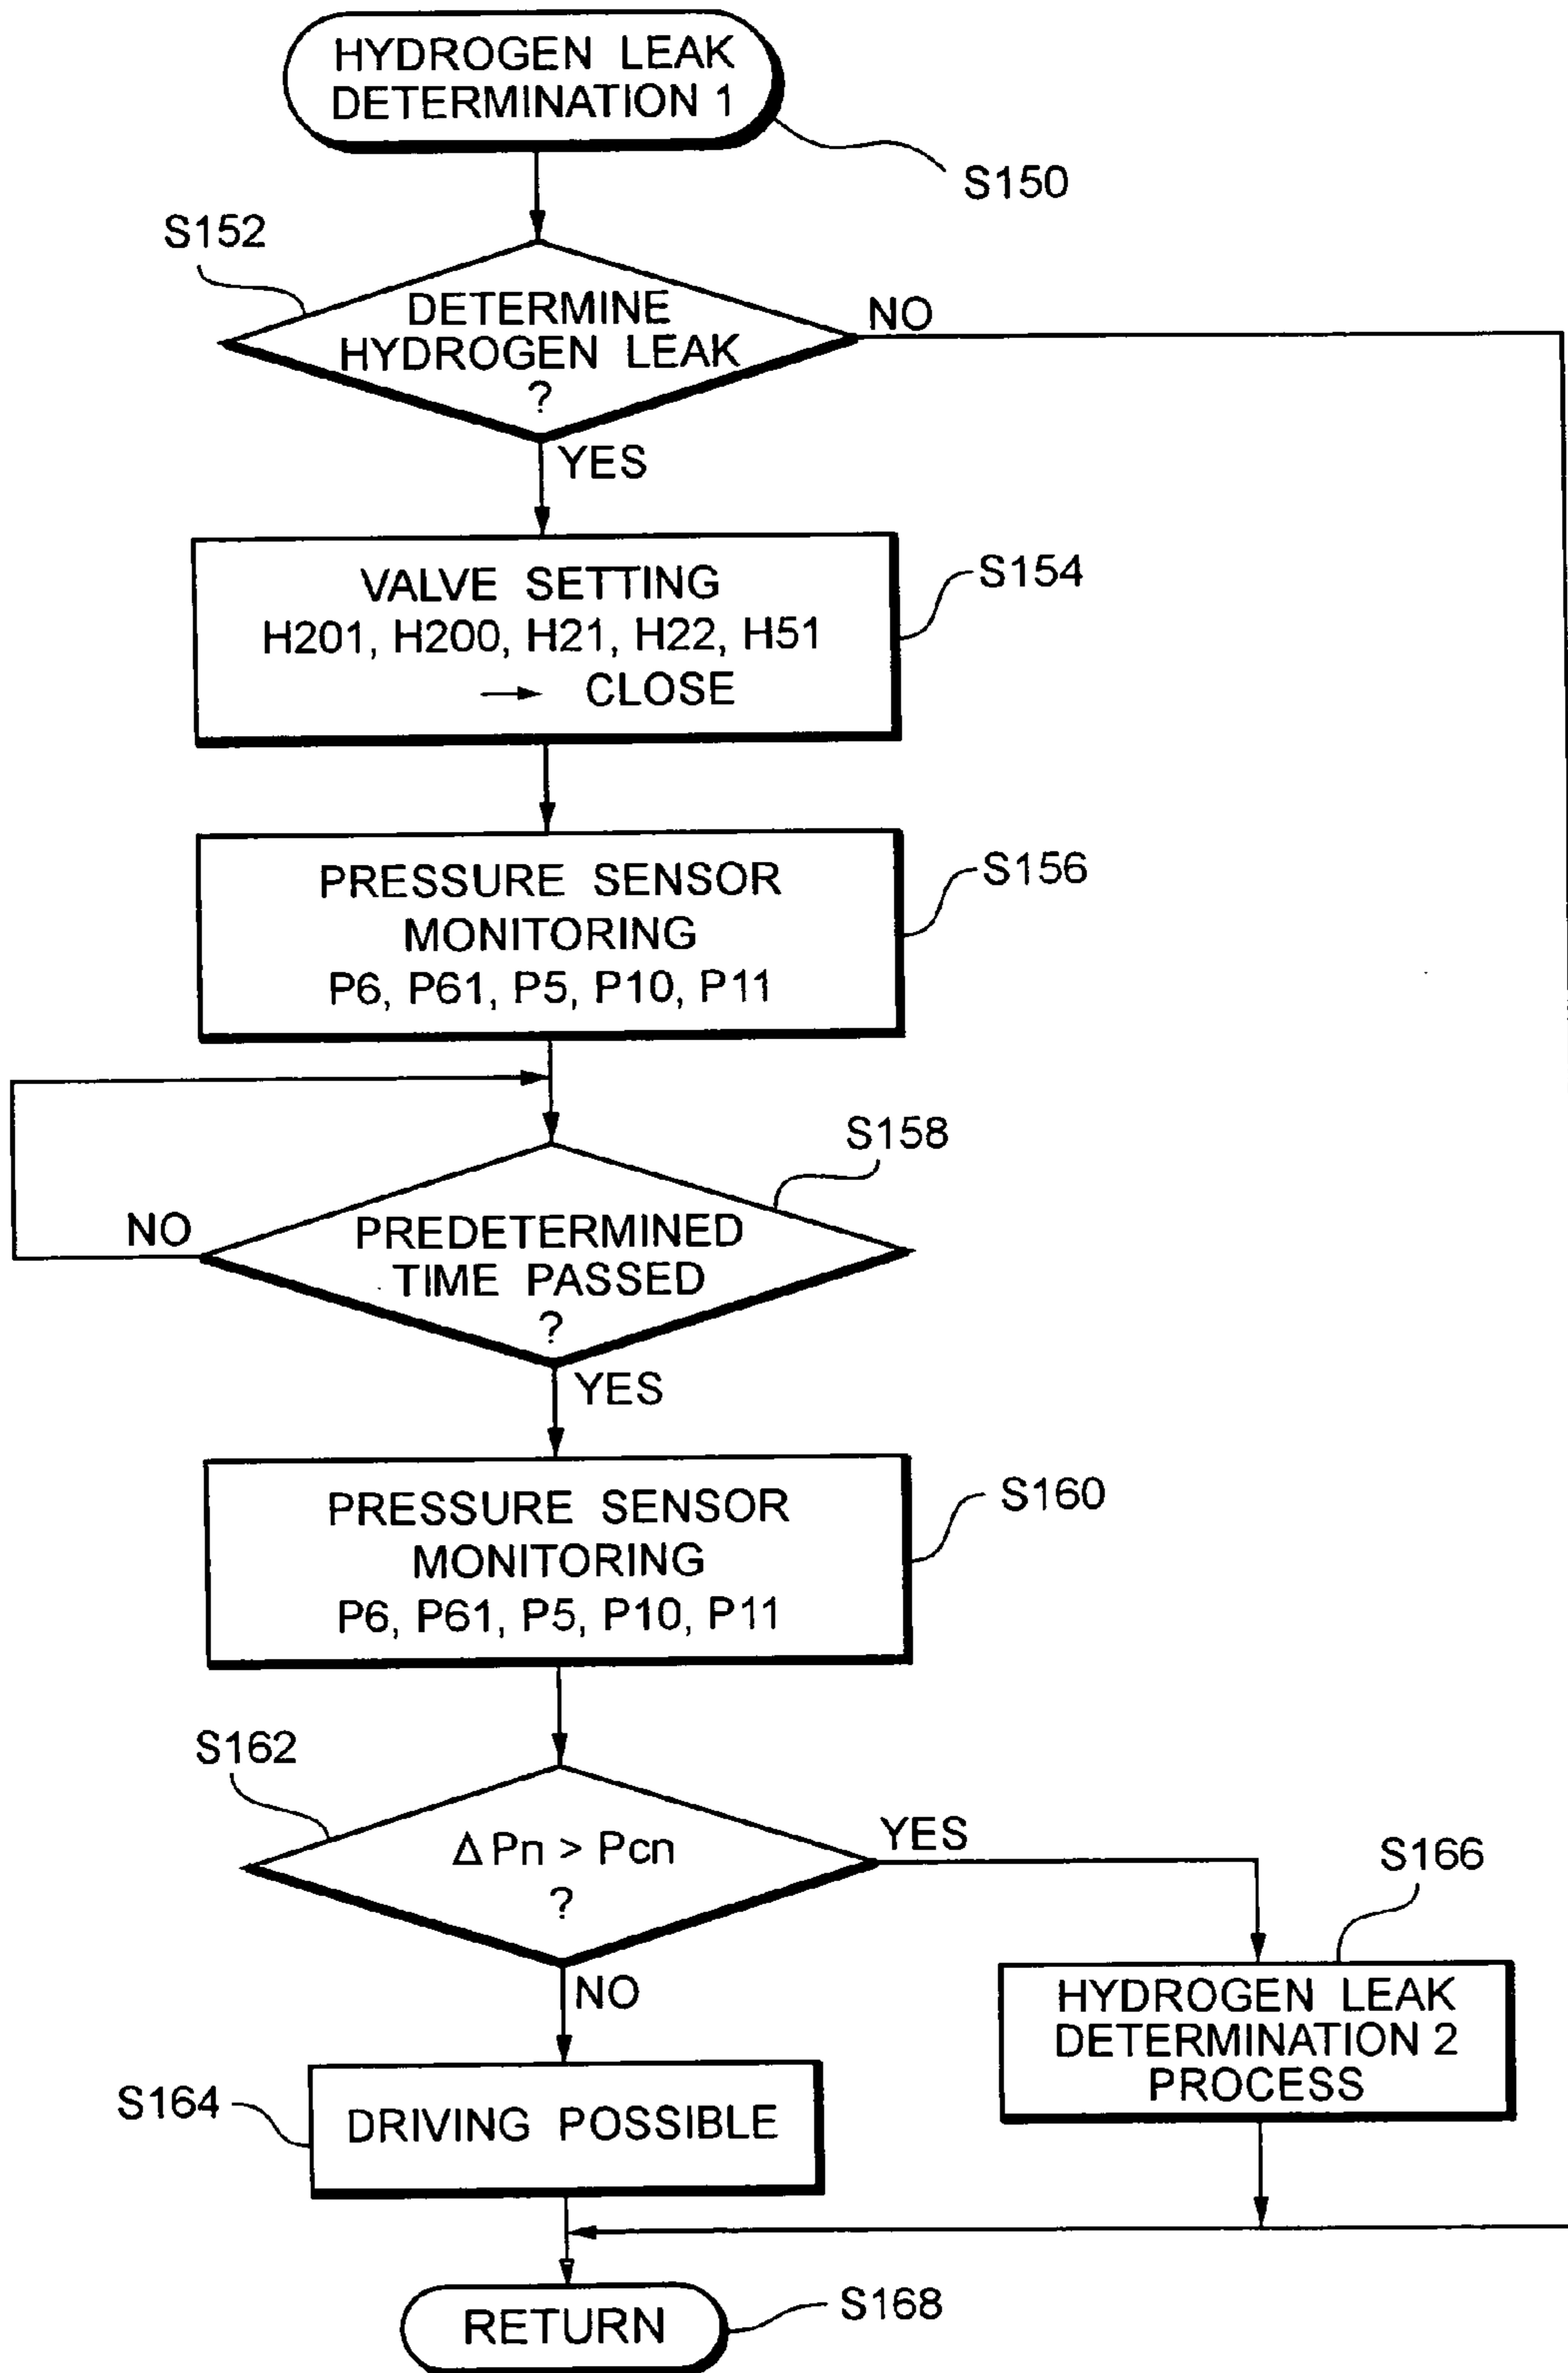 HYDROGEN LEAK
DETERMINATION 1
S150
S152
DETERMINE
HYDROGEN LEAK
?
NO
YES
VALVE SETTING
H201, H200, H21, H22, H51
→ CLOSE
S154
PRESSURE SENSOR
MONITORING
P6, P61, P5, P10, P11
S156
S158
NO
PREDETERMINED
TIME PASSED
?
YES
PRESSURE SENSOR
MONITORING
P6, P61, P5, P10, P11
S160
S162
Δ Pn > Pcn
?
YES
S166
NO
HYDROGEN LEAK
DETERMINATION 2
PROCESS
S164
DRIVING POSSIBLE
RETURN
S168